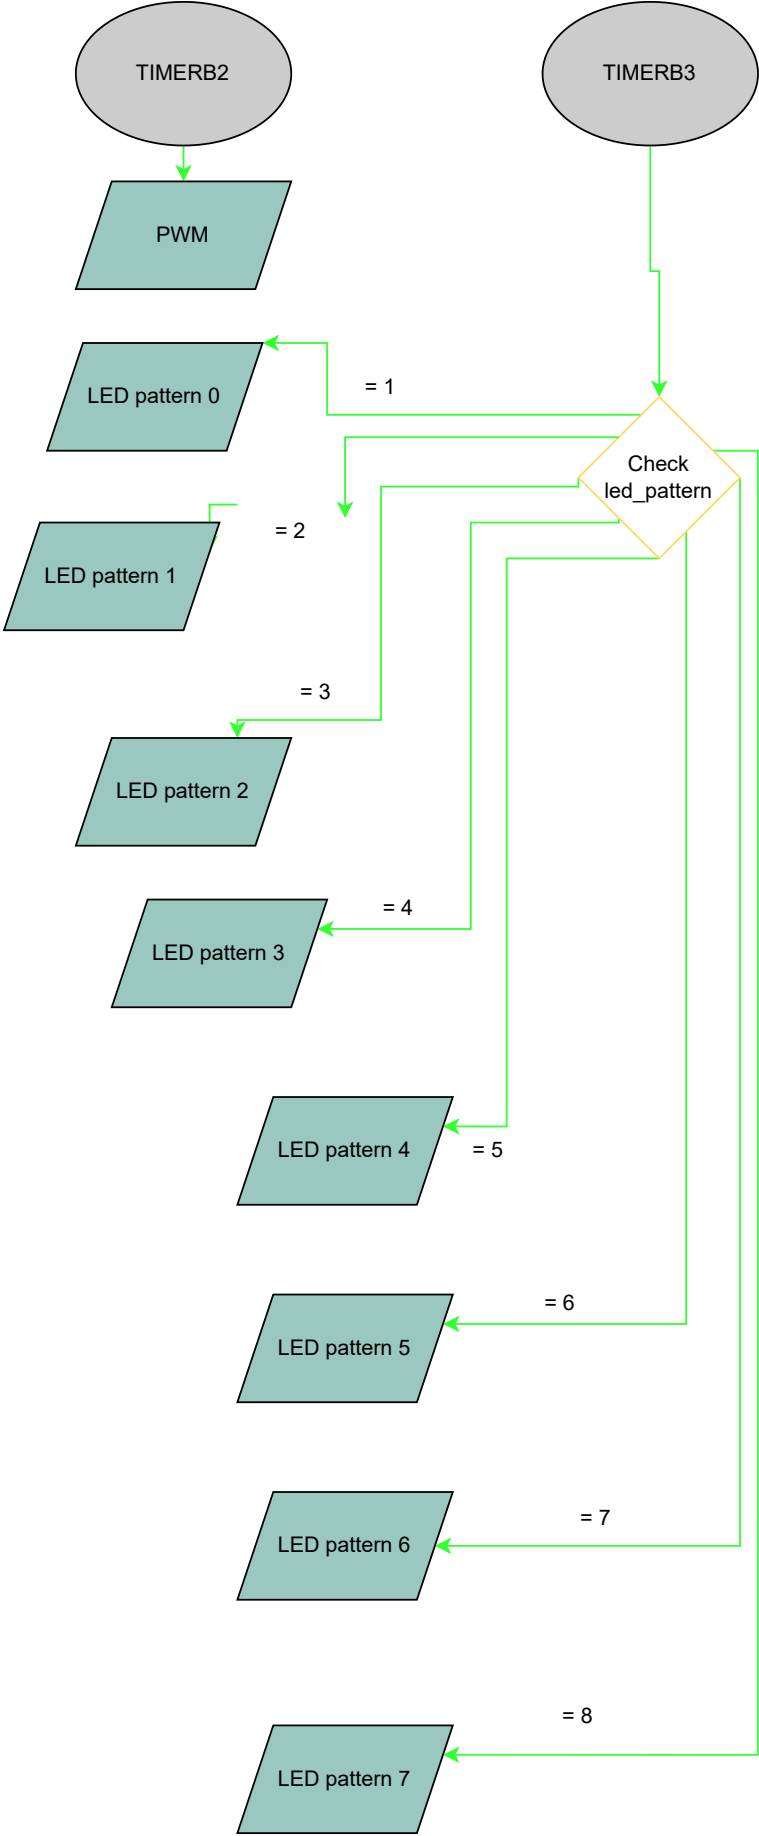 TIMERB2
TIMERB3
PWM
LED pattern 0
= 1
Check
led_pattern
= 2
LED pattern 1
= 3
LED pattern 2
= 4
LED pattern 3
LED pattern 4
= 5
= 6
LED pattern 5
= 7
LED pattern 6
= 8
LED pattern 7